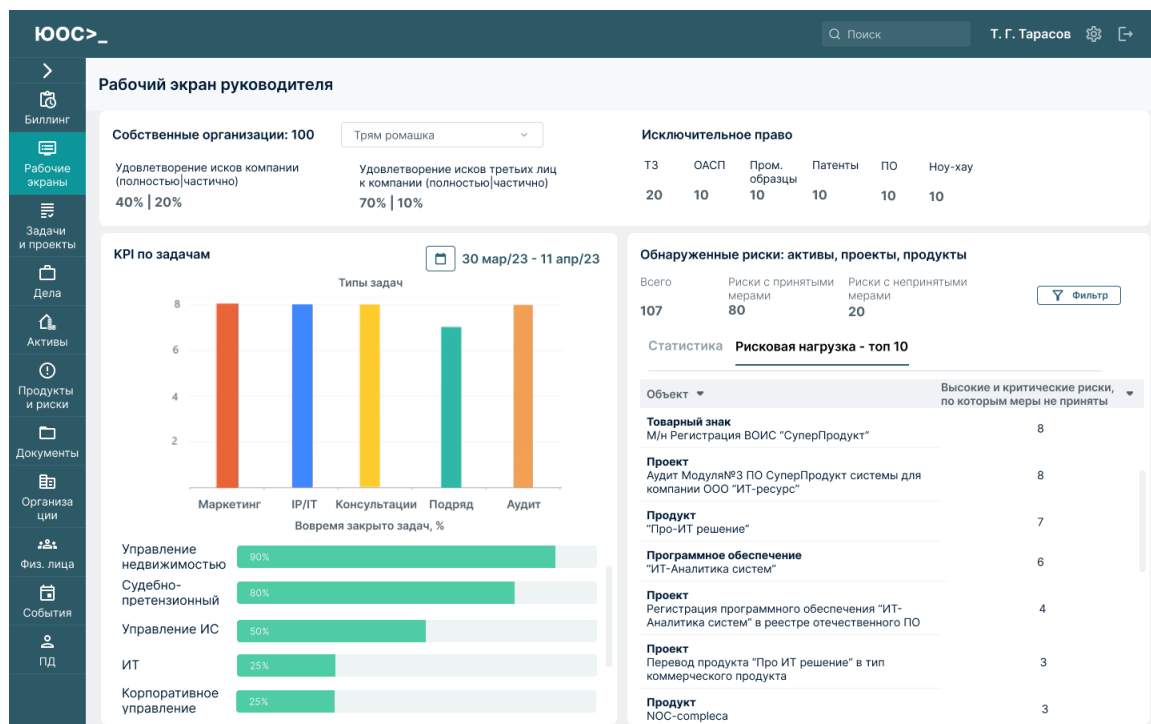 ЮОС>_
Поиск
Т. Г. Тарасов
Биллинг
Рабочие
экраны
Задачи
и проекты
Дела
Активы
Продукты
и риски
Документы
Организа
ции
Физ. лица
События
ПД
Рабочий экран руководителя
Собственные организации: 100
Трям ромашка
Удовлетворение исков компании
(полностью|частично)
40% | 20%
Удовлетворение исков третьих лиц
к компании (полностью|частично)
70% | 10%
Исключительное право
ТЗ
20
ОАСП
10
Пром.
образцы
10
Патенты
10
ПО
10
Ноу-хау
10
KPI по задачам
30 мар/23 - 11 апр/23
Типы задач
8
6
4
2
Маркетинг IP/IT Консультации Подряд Аудит
Вовремя закрыто задач, %
Управление
недвижимостью
90%
Судебно-
претензионный
80%
Управление ИС
50%
ИТ
25%
Корпоративное
управление
25%
Обнаруженные риски: активы, проекты, продукты
Всего
107
Риски с принятыми
мерами
80
Риски с непринятыми
мерами
20
Фильтр
Статистика Рисковая нагрузка - топ 10
Объект
Высокие и критические риски,
по которым меры не приняты
Товарный знак
М/н Регистрация ВОИС “СуперПродукт”
8
Проект
Аудит Модуля№3 ПО СуперПродукт системы для
компании ООО “ИТ-ресурс”
8
Продукт
“Про-ИТ решение”
7
Программное обеспечение
“ИТ-Аналитика систем”
6
Проект
Регистрация программного обеспечения “ИТ-
Аналитика систем” в реестре отечественного ПО
4
Проект
Перевод продукта “Про ИТ решение” в тип
коммерческого продукта
3
Продукт
NOC-compleca
3